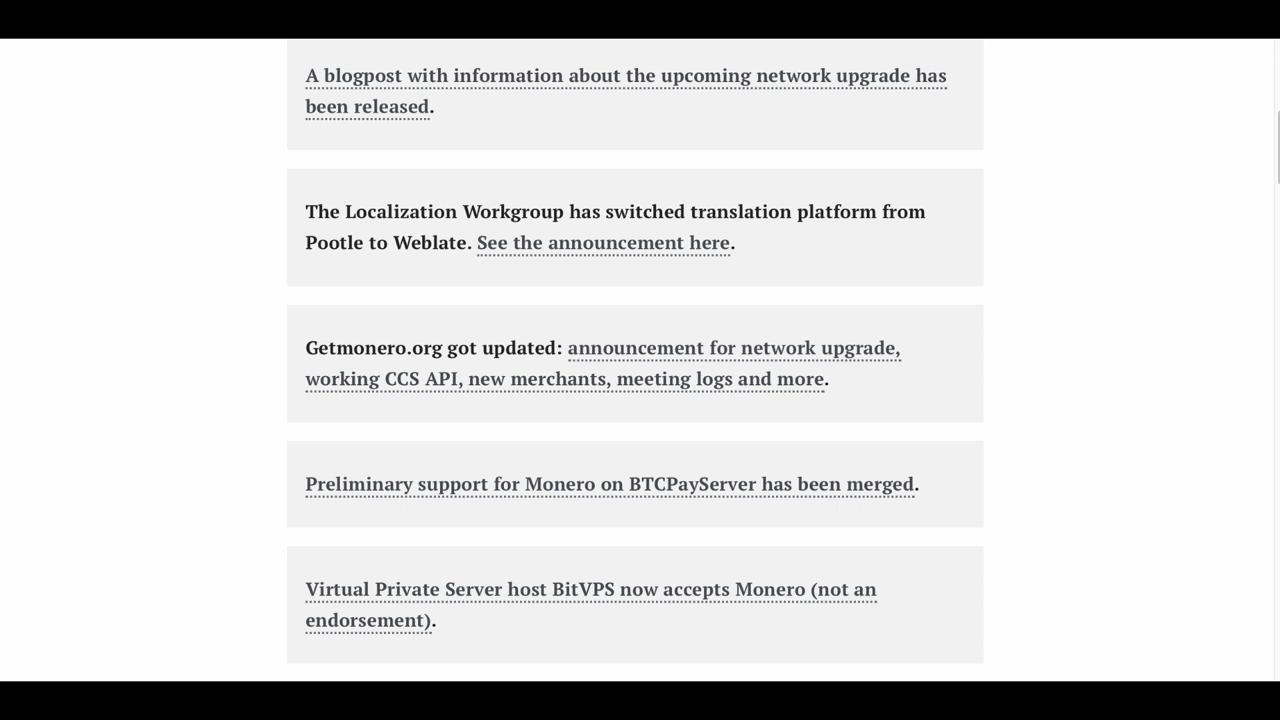 A blogpost with information about the upcoming network upgrade has
been released.
The Localization Workgroup has switched translation platform from
Pootle to Weblate. See the announcement here.
Getmonero.org got updated: announcement for network upgrade,
working CCS API, new merchants, meeting logs and more.
Preliminary support for Monero on BTCPayServer has been merged.
Virtual Private Server host BitVPS now accepts Monero (not an
endorsement).